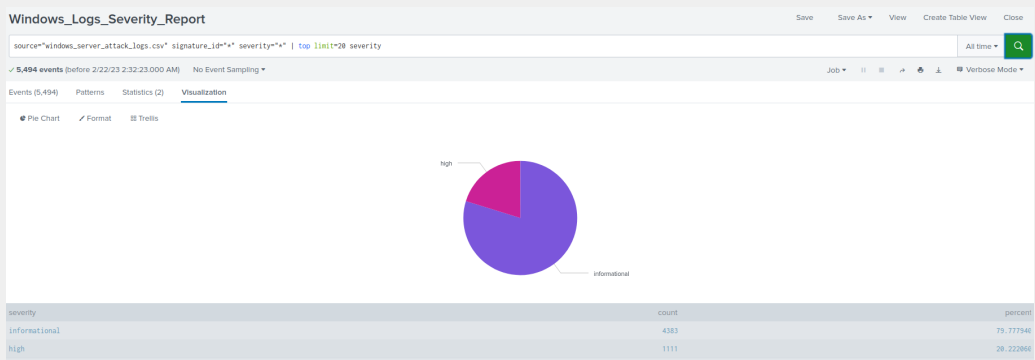 Windows_Logs_Severity_Report
Save Save As View Create Table View Close
source="windows_server_attack_logs.csv" signature_id="*" severity="*" | top limit=20 severity
All time
5,494 events (before 2/22/23 2:32:23.000 AM) No Event Sampling
Job Verbose Mode
Events (5,494) Patterns Statistics (2) Visualization
Pie Chart Format Trellis
high
informational
severity count percent
informational 4383 79.777940
high 1111 20.222060